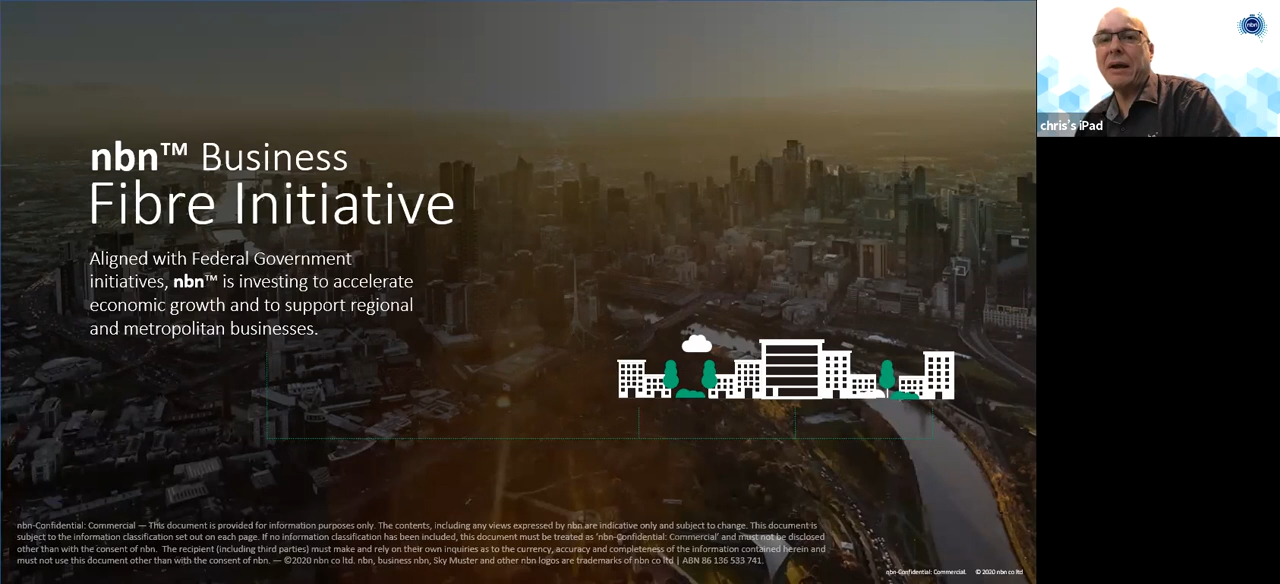 nbn™ Business
Fibre Initiative
Aligned with Federal Government
initiatives, nbn™ is investing to accelerate
economic growth and to support regional
and metropolitan businesses.
nbn-Confidential: Commercial — This document is provided for information purposes only. The contents, including any views expressed by nbn are indicative only and subject to change. This document is
subject to the information classification set out on each page. If no information classification has been included, this document must be treated as ‘nbn-Confidential: Commercial’ and must not be disclosed
other than with the consent of nbn. The recipient (including third parties) must make and rely on their own inquiries as to the currency, accuracy and completeness of the information contained herein and
must not use this document other than with the consent of nbn. — ©2020 nbn co ltd. nbn, business nbn, Sky Muster and other nbn logos are trademarks of nbn co ltd | ABN 86 136 533 741.
nbn-Confidential: Commercial ©2020 nbn co ltd
nbn
chris's iPad